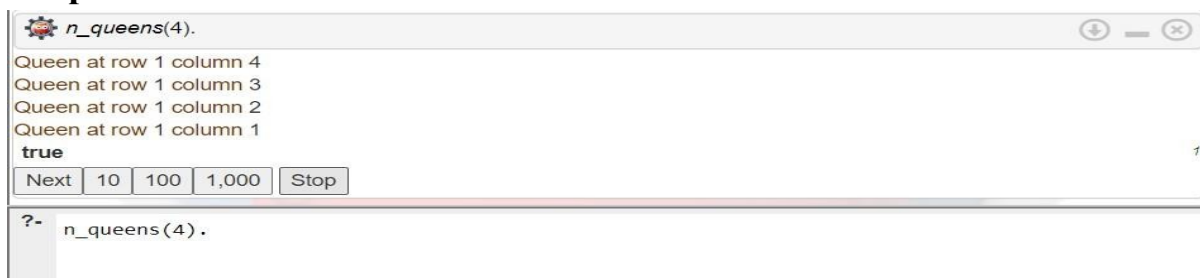 n_queens(4).
Queen at row 1 column 4
Queen at row 1 column 3
Queen at row 1 column 2
Queen at row 1 column 1
true
1
Next 10 100 1,000 Stop
?- n_queens(4).